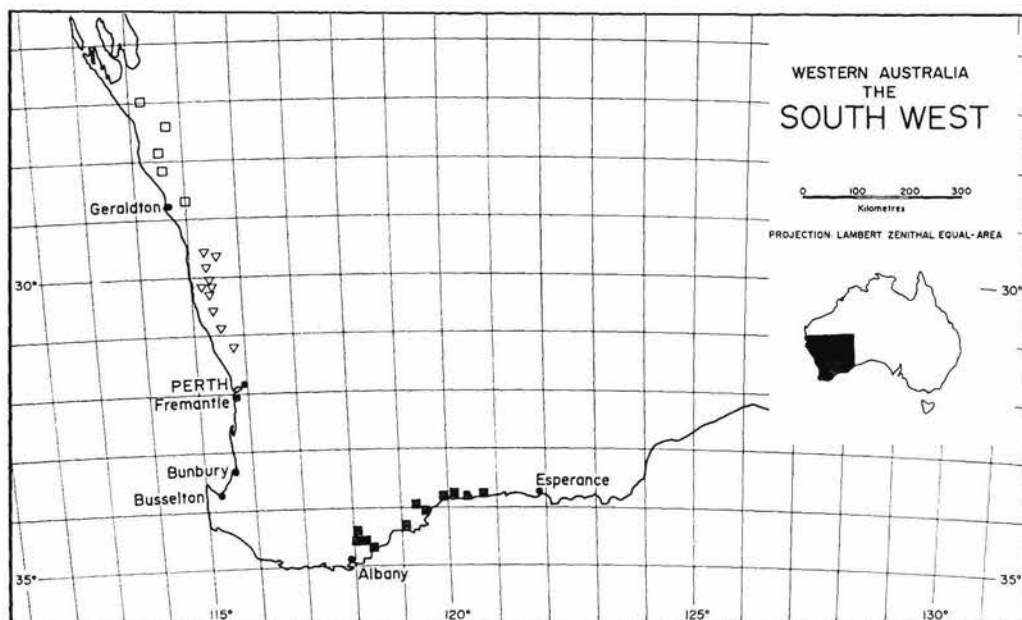 WESTERN AUSTRALIA
THE
SOUTH WEST
0 100 200 300
Kilometres
PROJECTION: LAMBERT ZENITHAL EQUAL-AREA
Geraldton
30°
30°
PERTH
Fremantle
Bunbury
Busselton
Esperance
Albany
35°
35°
115°
120°
125°
130°